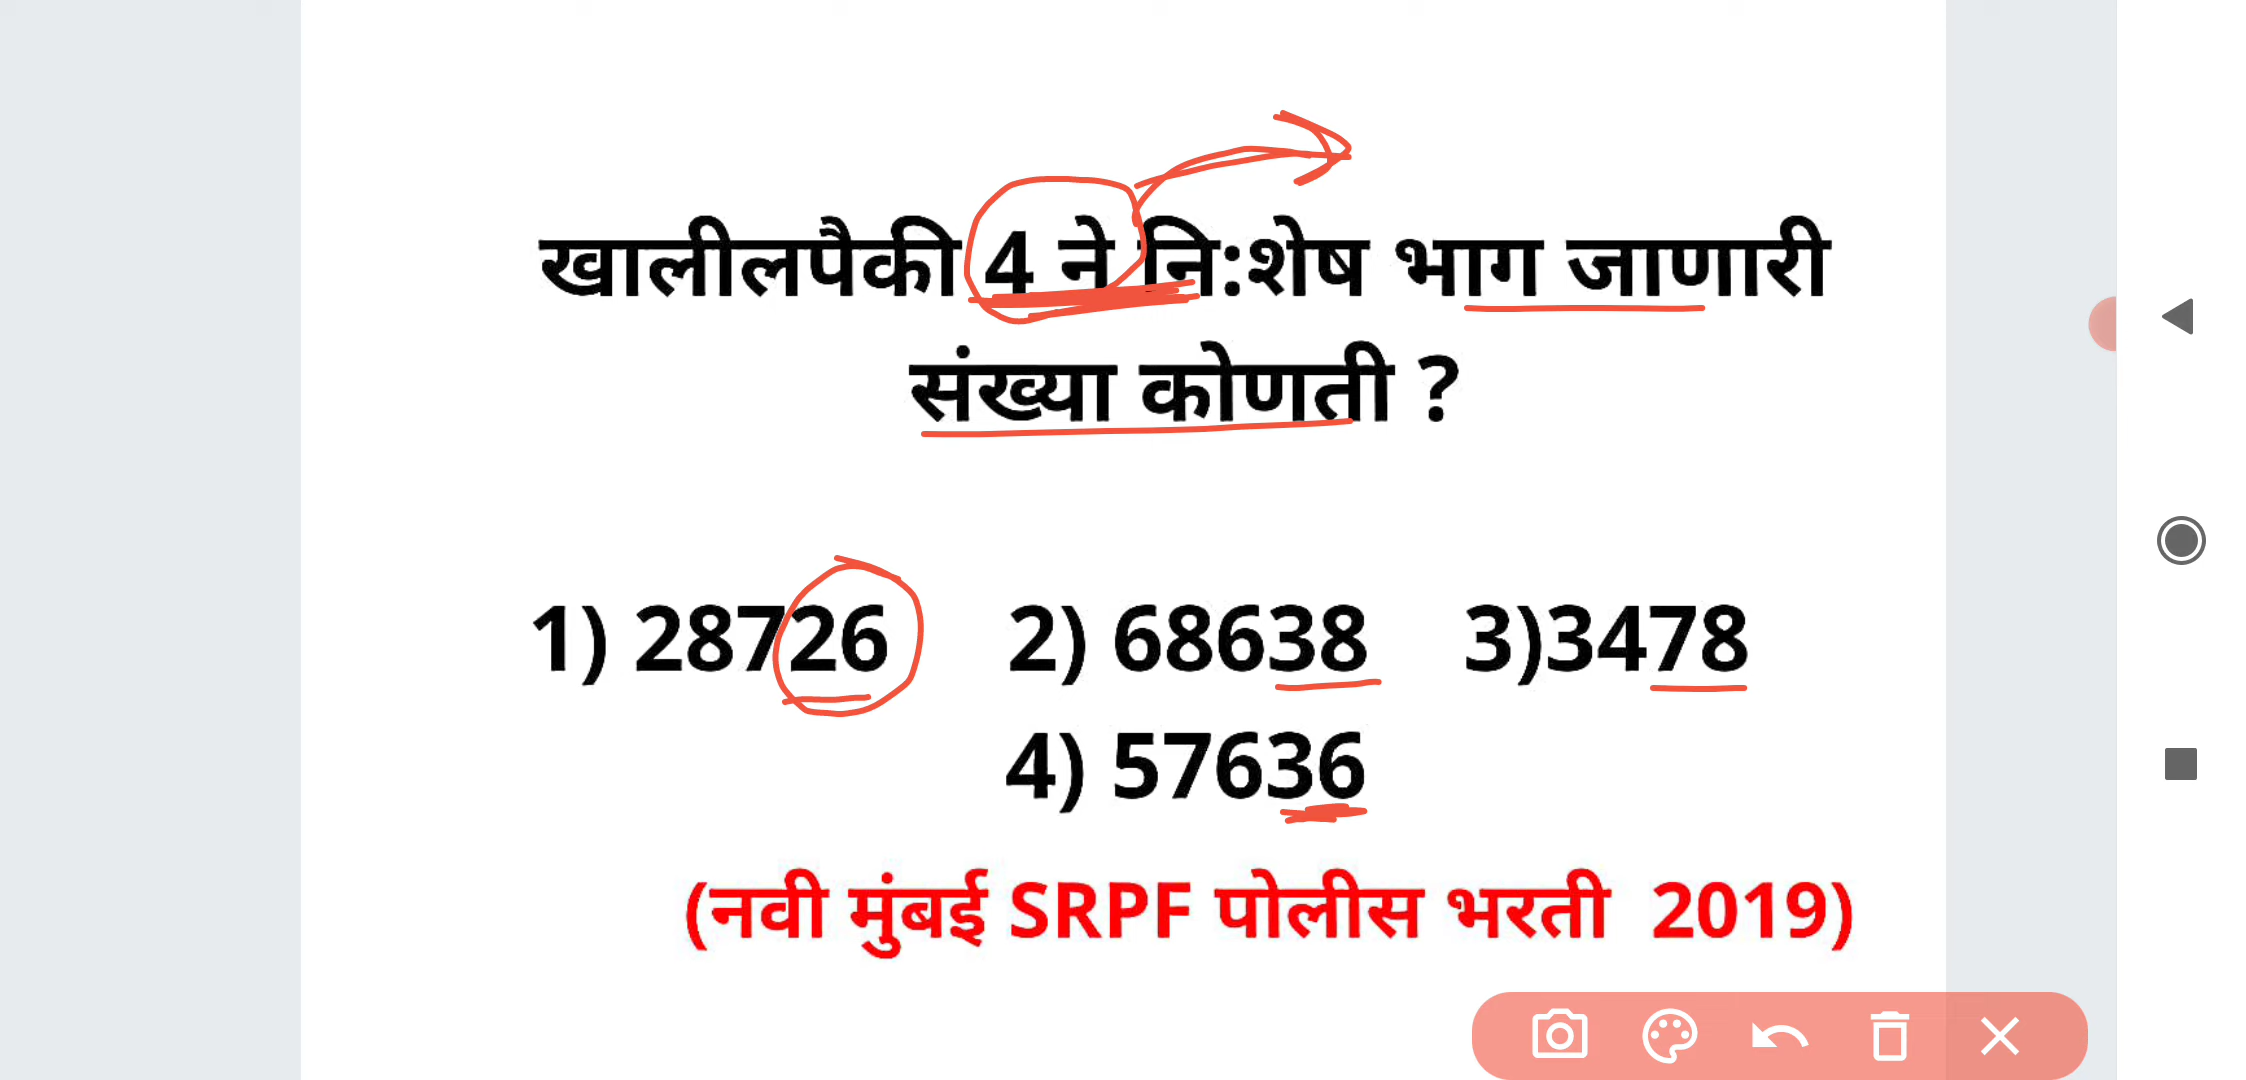 खालीलपैकी 4 ने नि:शेष भाग जाणारी
संख्या कोणती ?
1) 28726 2) 68638 3)3478
4) 57636
(नवी मुंबई SRPF पोलीस भरती 2019)